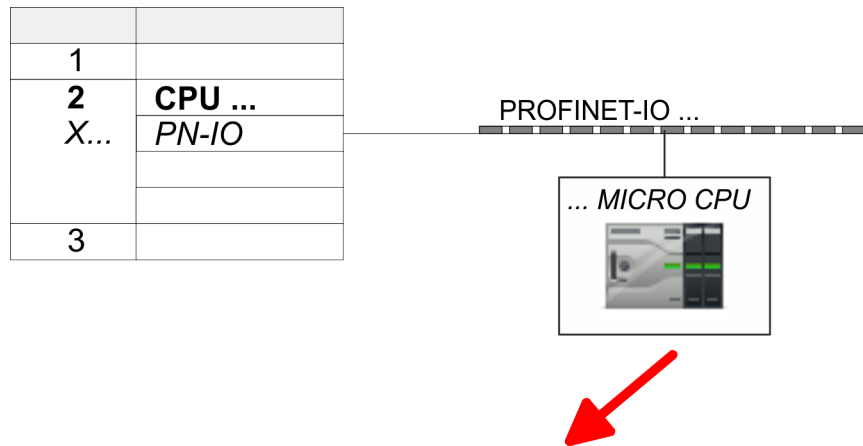 1
2 CPU ...
X... PN-IO
3
PROFINET-IO ...
... MICRO CPU